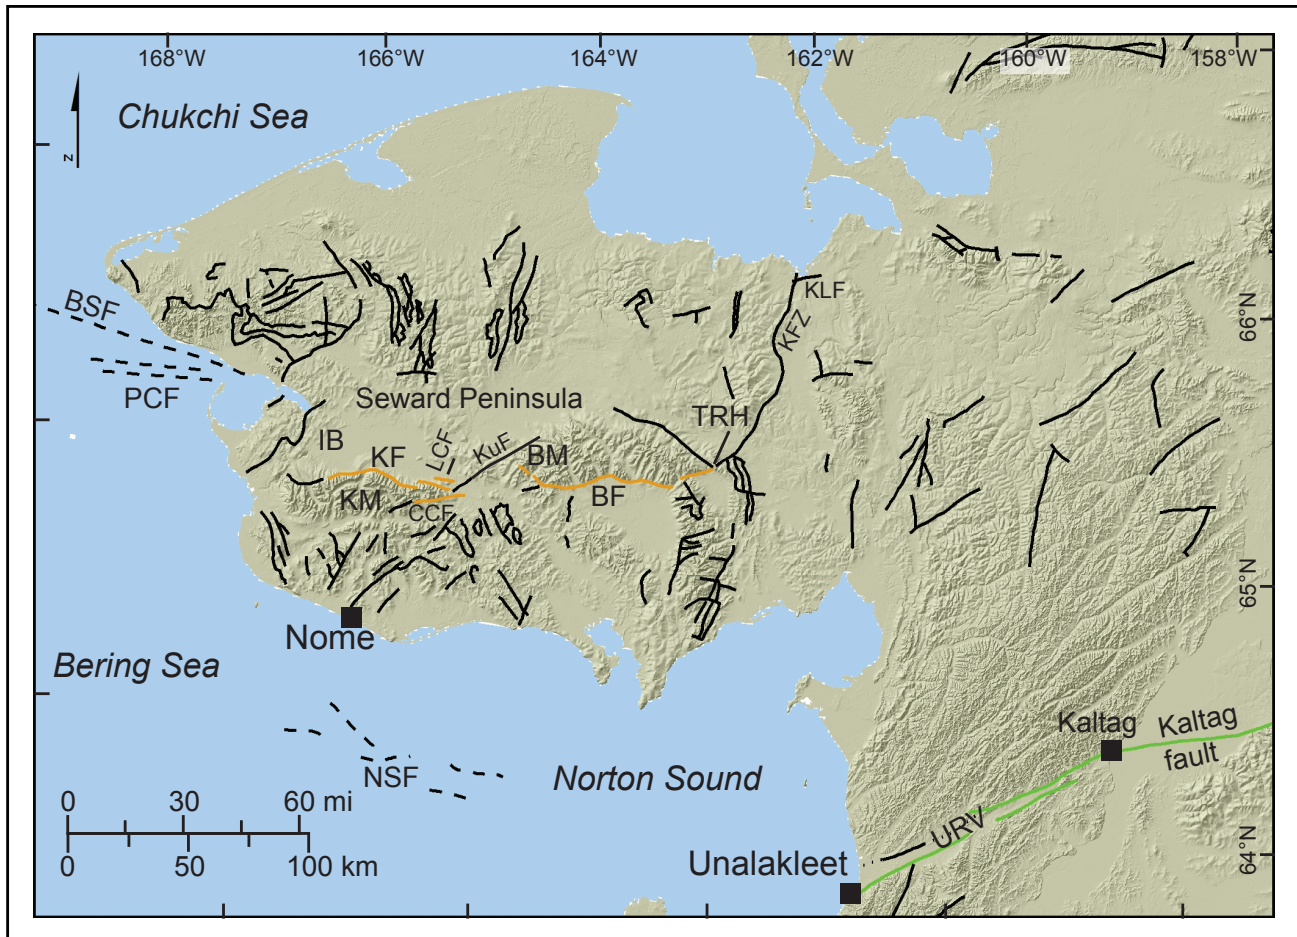 168°W 166°W 164°W 162°W 160°W 158°W
Chukchi Sea
z
66°N
BSF
KLF
KFZ
PCF
Seward Peninsula
TRH
IB
KF
LCF
KuF
BM
KM
CCF
BF
65°N
Nome
Bering Sea
Kaltag
Kaltag
fault
NSF
Norton Sound
0 30 60 mi
0 50 100 km
URV
64°N
Unalakleet